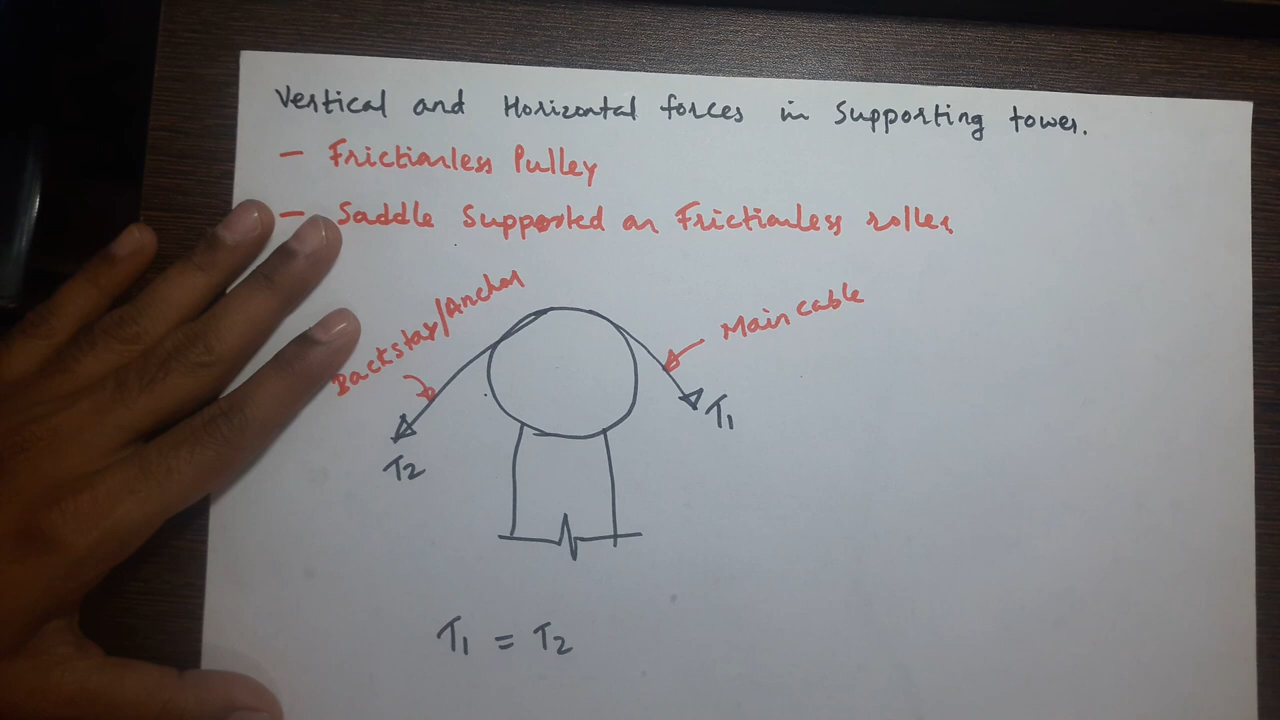 Vertical and Horizontal forces in Supporting tower.
- Frictionless Pulley
- Saddle Supported on Frictionless roller
Backstay/Anchor
Main cable
T1
T2
T1 = T2